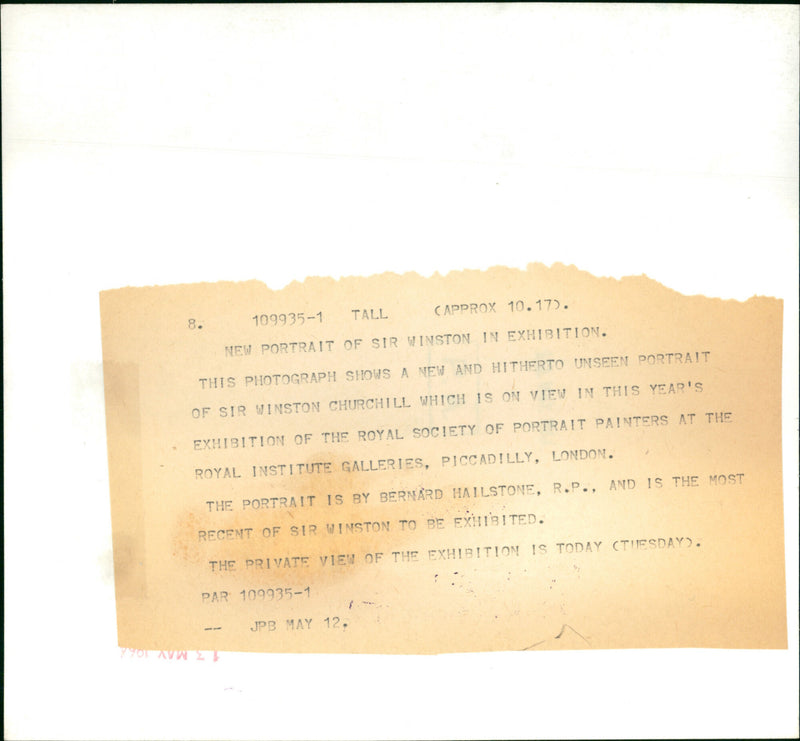 8. 109935-1 TALL (APPROX 10.17).
NEW PORTRAIT OF SIR WINSTON IN EXHIBITION.
THIS PHOTOGRAPH SHOWS A NEW AND HITHERTO UNSEEN PORTRAIT
OF SIR WINSTON CHURCHILL WHICH IS ON VIEW IN THIS YEAR'S
EXHIBITION OF THE ROYAL SOCIETY OF PORTRAIT PAINTERS AT THE
ROYAL INSTITUTE GALLERIES, PICCADILLY, LONDON.
THE PORTRAIT IS BY BERNARD HAILSTONE, R.P., AND IS THE MOST
RECENT OF SIR WINSTON TO BE EXHIBITED.
THE PRIVATE VIEW OF THE EXHIBITION IS TODAY (TUESDAY).
PAR 109935-1
-- JPB MAY 12.
13 MAY